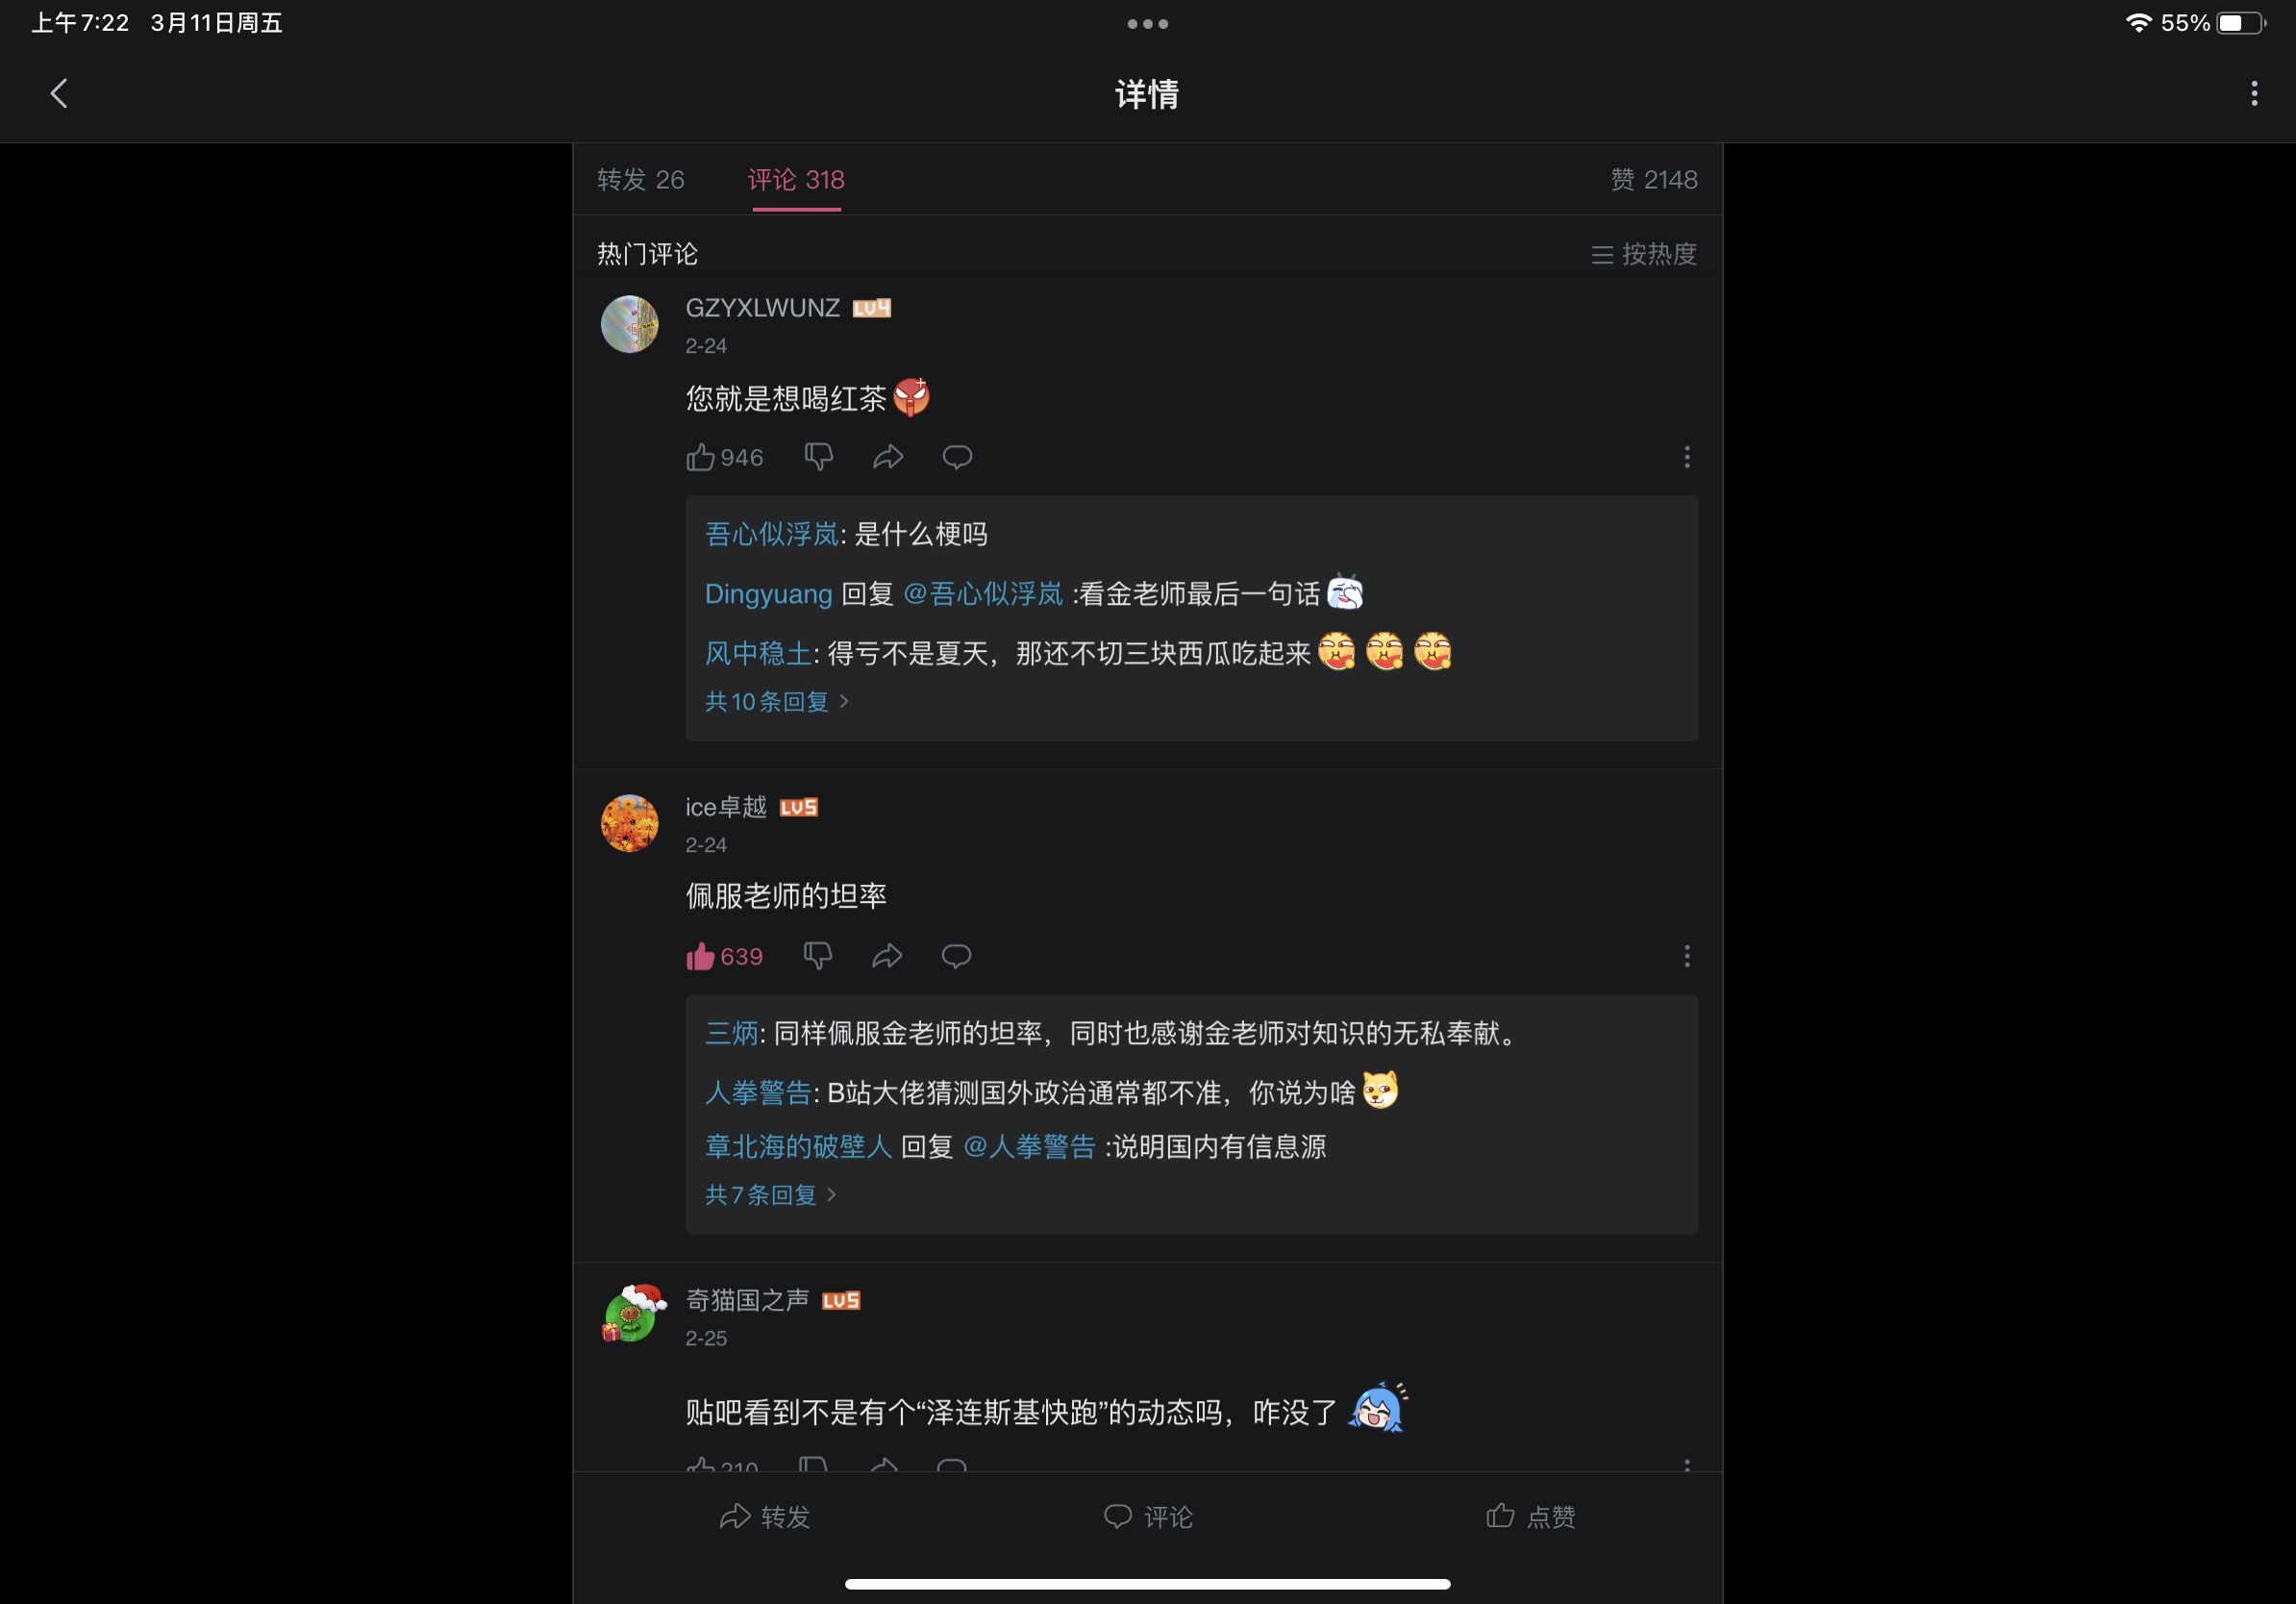 上午7:22 3月11日周五
55%
详情
转发 26 评论 318 赞 2148
热门评论 按热度
GZYXLWUNZ LV4
2-24
您就是想喝红茶
946
吾心似浮岚: 是什么梗吗
Dingyuang 回复 @吾心似浮岚 :看金老师最后一句话
风中稳土: 得亏不是夏天，那还不切三块西瓜吃起来
共10条回复
ice卓越 LV5
2-24
佩服老师的坦率
639
三炳: 同样佩服金老师的坦率，同时也感谢金老师对知识的无私奉献。
人拳警告: B站大佬猜测国外政治通常都不准，你说为啥
章北海的破壁人 回复 @人拳警告 :说明国内有信息源
共7条回复
奇猫国之声 LV5
2-25
贴吧看到不是有个“泽连斯基快跑”的动态吗，咋没了
210
转发 评论 点赞